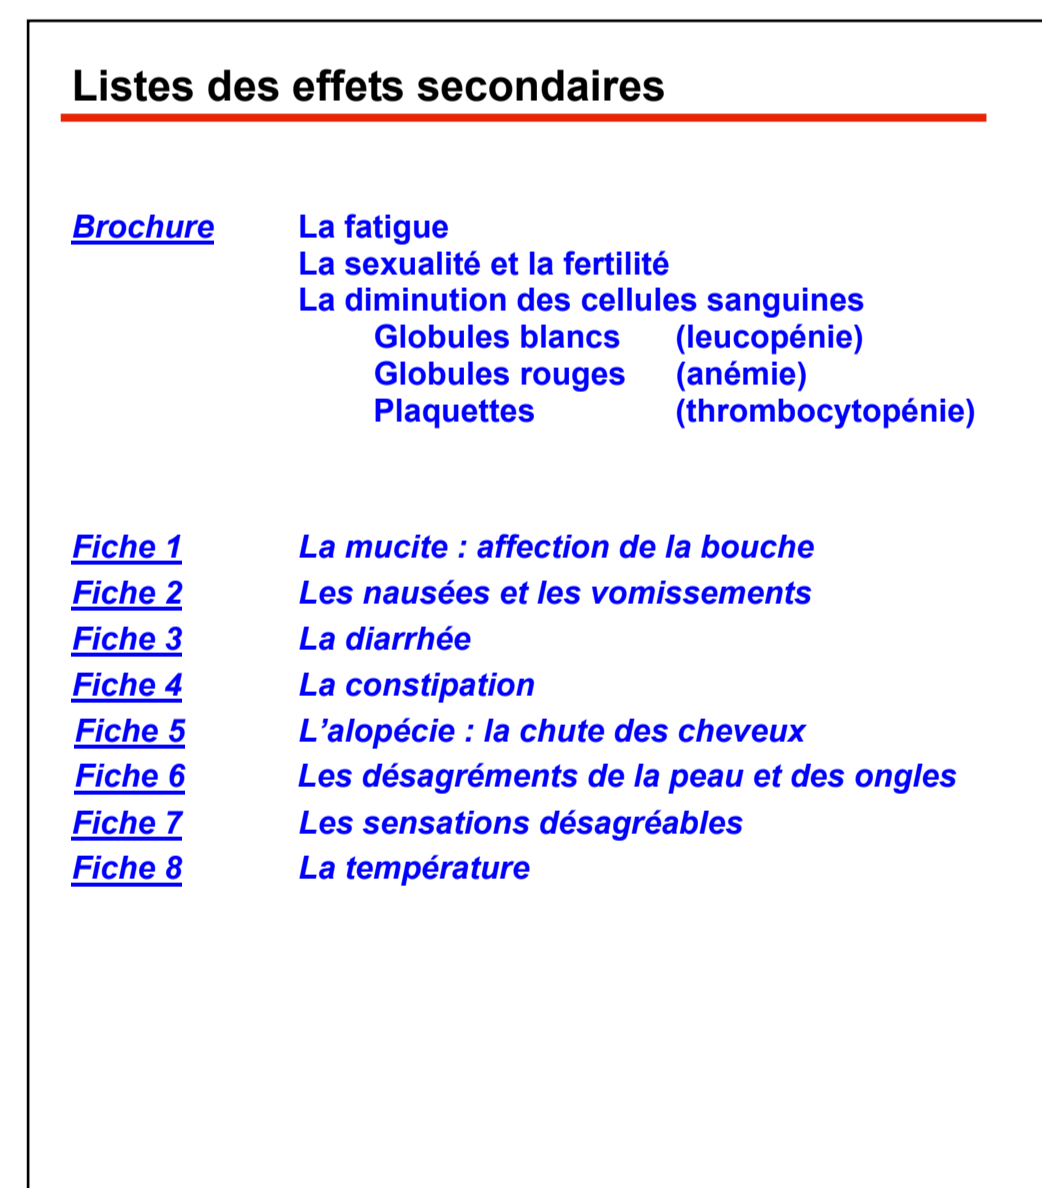 Listes des effets secondaires
Brochure La fatigue
La sexualité et la fertilité
La diminution des cellules sanguines
Globules blancs (leucopénie)
Globules rouges (anémie)
Plaquettes (thrombocytopénie)
Fiche 1 La mucite : affection de la bouche
Fiche 2 Les nausées et les vomissements
Fiche 3 La diarrhée
Fiche 4 La constipation
Fiche 5 L’alopécie : la chute des cheveux
Fiche 6 Les désagréments de la peau et des ongles
Fiche 7 Les sensations désagréables
Fiche 8 La température